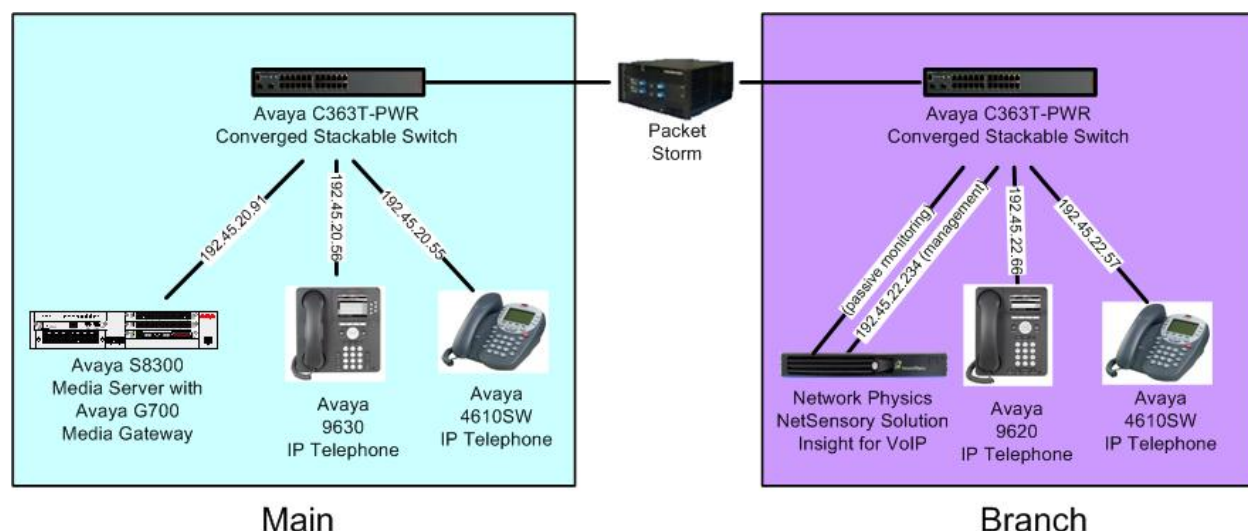 Avaya C363T-PWR
Converged Stackable Switch
192.45.20.91
192.45.20.56
192.45.20.55
Avaya S8300
Media Server with
Avaya G700
Media Gateway
Avaya
9630
IP Telephone
Avaya
4610SW
IP Telephone
Main
Packet
Storm
Avaya C363T-PWR
Converged Stackable Switch
(passive monitoring)
192.45.22.234 (management)
192.45.22.66
192.45.22.57
Network Physics
NetSensory Solution
Insight for VoIP
Avaya
9620
IP Telephone
Avaya
4610SW
IP Telephone
Branch